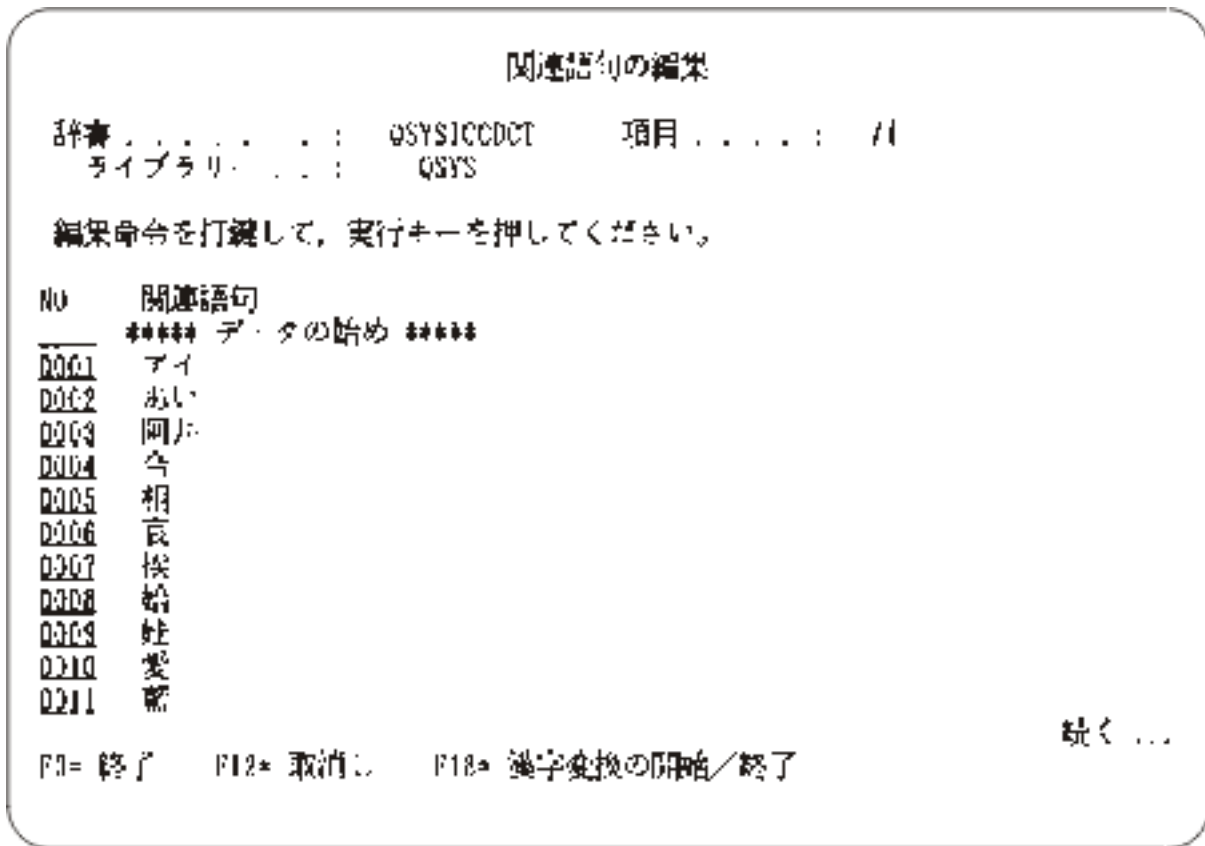 関連語句の編集
辞書 . . . . . . . : QSYSIGCDCT 項目 . . . . . :
ライブラリー . . . : QSYS
編集命令を打鍵して，実行キーを押してください。
NO 関連語句
***** データの始め *****
0001 アイ
0002 あい
0003 阿井
0004 合
0005 相
0006 哀
0007 挨
0008 蛤
0009 娃
0010 愛
0011 藍
続く ...
F3= 終了 F12= 取消し F18= 漢字変換の開始／終了